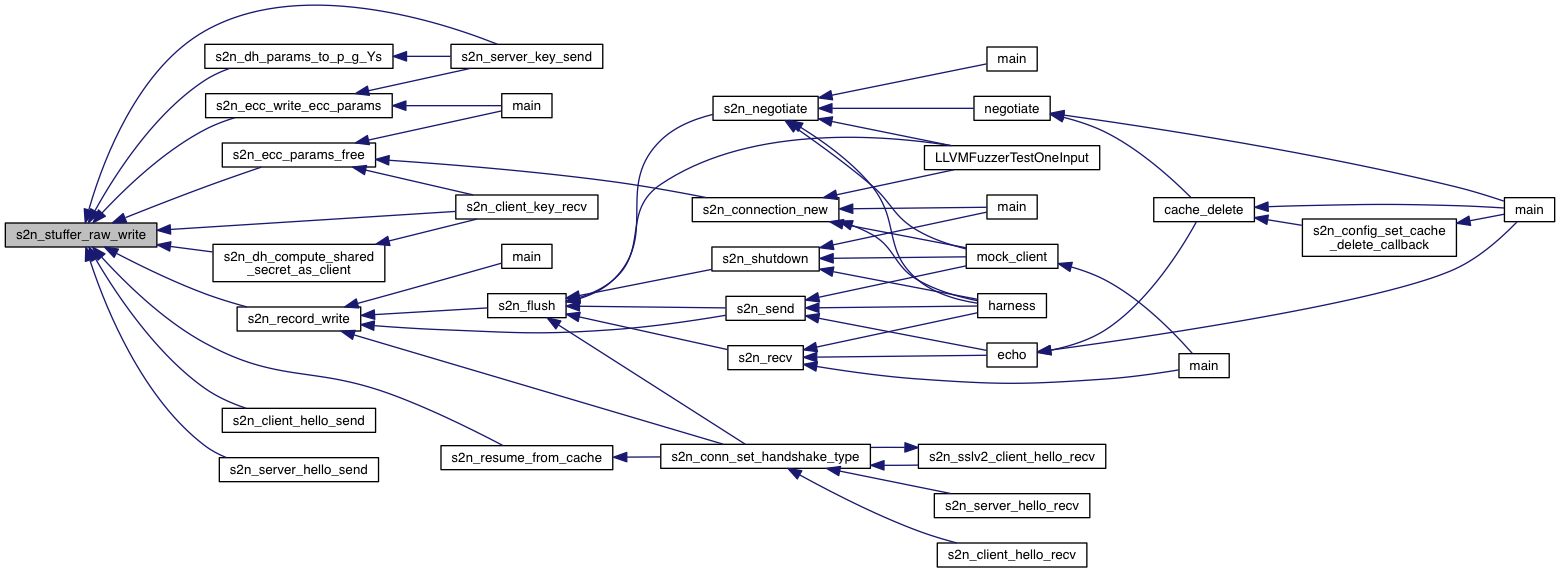 s2n_stuffer_raw_write
s2n_dh_params_to_p_g_Ys
s2n_ecc_write_ecc_params
s2n_ecc_params_free
s2n_dh_compute_shared
_secret_as_client
s2n_record_write
s2n_client_hello_send
s2n_server_hello_send
s2n_server_key_send
main
s2n_client_key_recv
main
s2n_flush
s2n_resume_from_cache
s2n_negotiate
s2n_connection_new
s2n_shutdown
s2n_send
s2n_recv
s2n_conn_set_handshake_type
main
negotiate
LLVMFuzzerTestOneInput
main
mock_client
harness
echo
s2n_sslv2_client_hello_recv
s2n_server_hello_recv
s2n_client_hello_recv
cache_delete
main
s2n_config_set_cache
_delete_callback
main